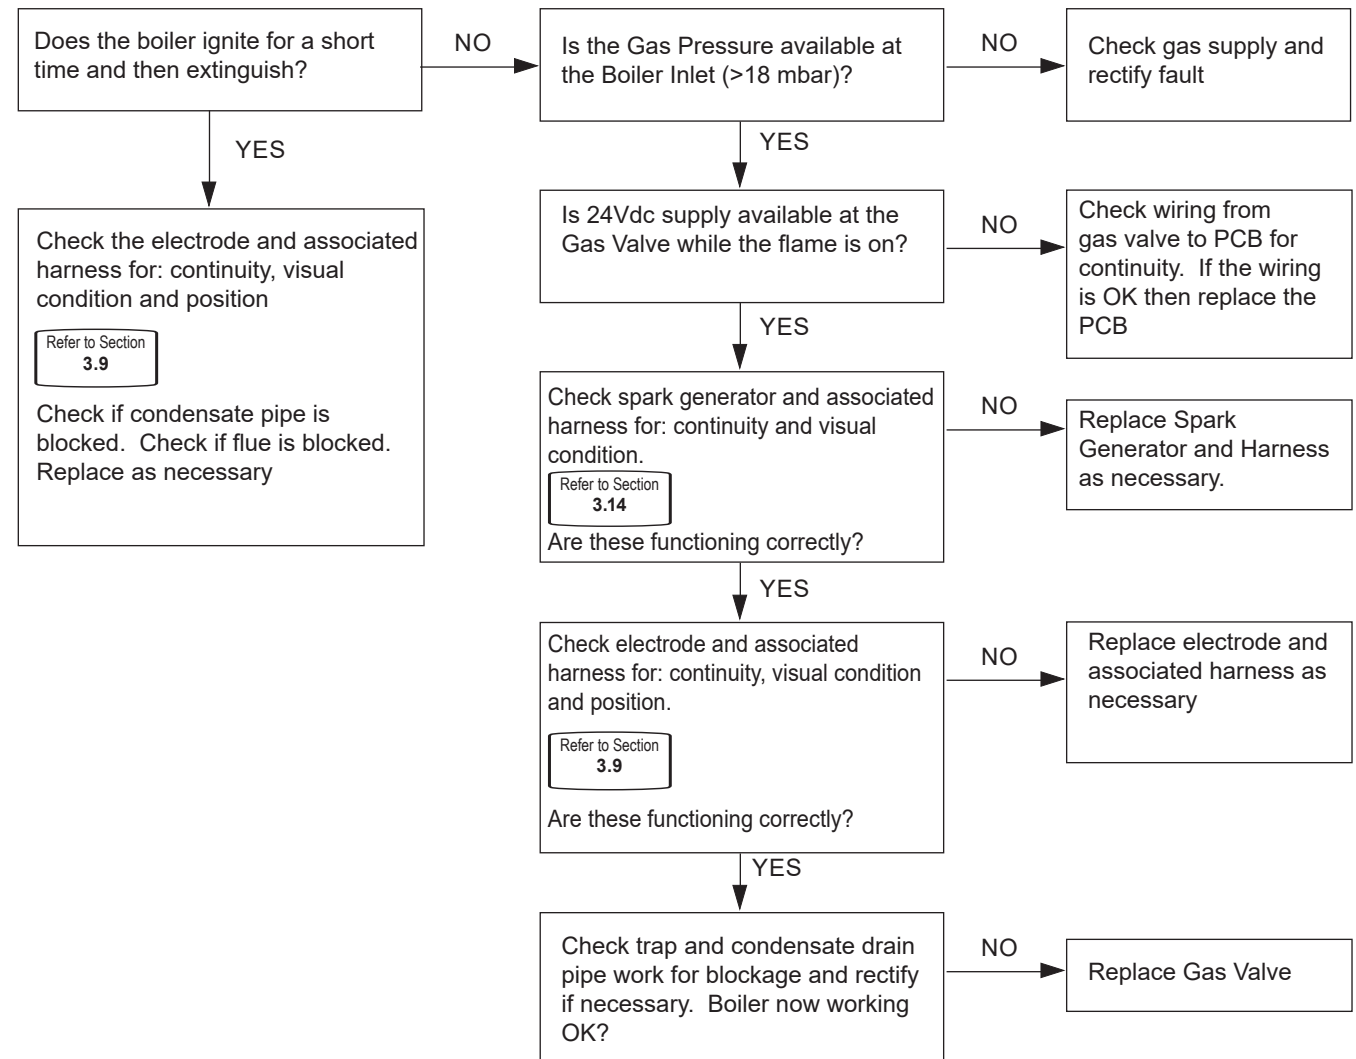 Does the boiler ignite for a short
time and then extinguish?
NO
Is the Gas Pressure available at
the Boiler Inlet (>18 mbar)?
NO
Check gas supply and
rectify fault
YES
YES
Check the electrode and associated
harness for: continuity, visual
condition and position
Refer to Section
3.9
Check if condensate pipe is
blocked.  Check if flue is blocked.
Replace as necessary
Is 24Vdc supply available at the
Gas Valve while the flame is on?
NO
Check wiring from
gas valve to PCB for
continuity.  If the wiring
is OK then replace the
PCB
YES
Check spark generator and associated
harness for: continuity and visual
condition.
Refer to Section
3.14
Are these functioning correctly?
NO
Replace Spark
Generator and Harness
as necessary.
YES
Check electrode and associated
harness for: continuity, visual condition
and position.
Refer to Section
3.9
Are these functioning correctly?
NO
Replace electrode and
associated harness as
necessary
YES
Check trap and condensate drain
pipe work for blockage and rectify
if necessary.  Boiler now working
OK?
NO
Replace Gas Valve